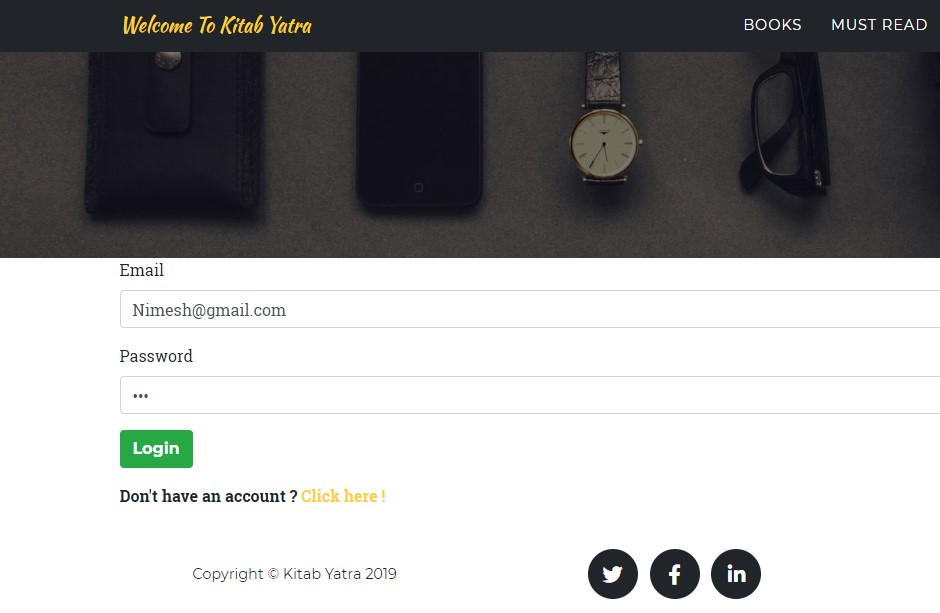 Welcome To Kitab Yatra
BOOKS MUST READ
Email
Nimesh@gmail.com
Password
•••
Login
Don't have an account ? Click here !
Copyright © Kitab Yatra 2019